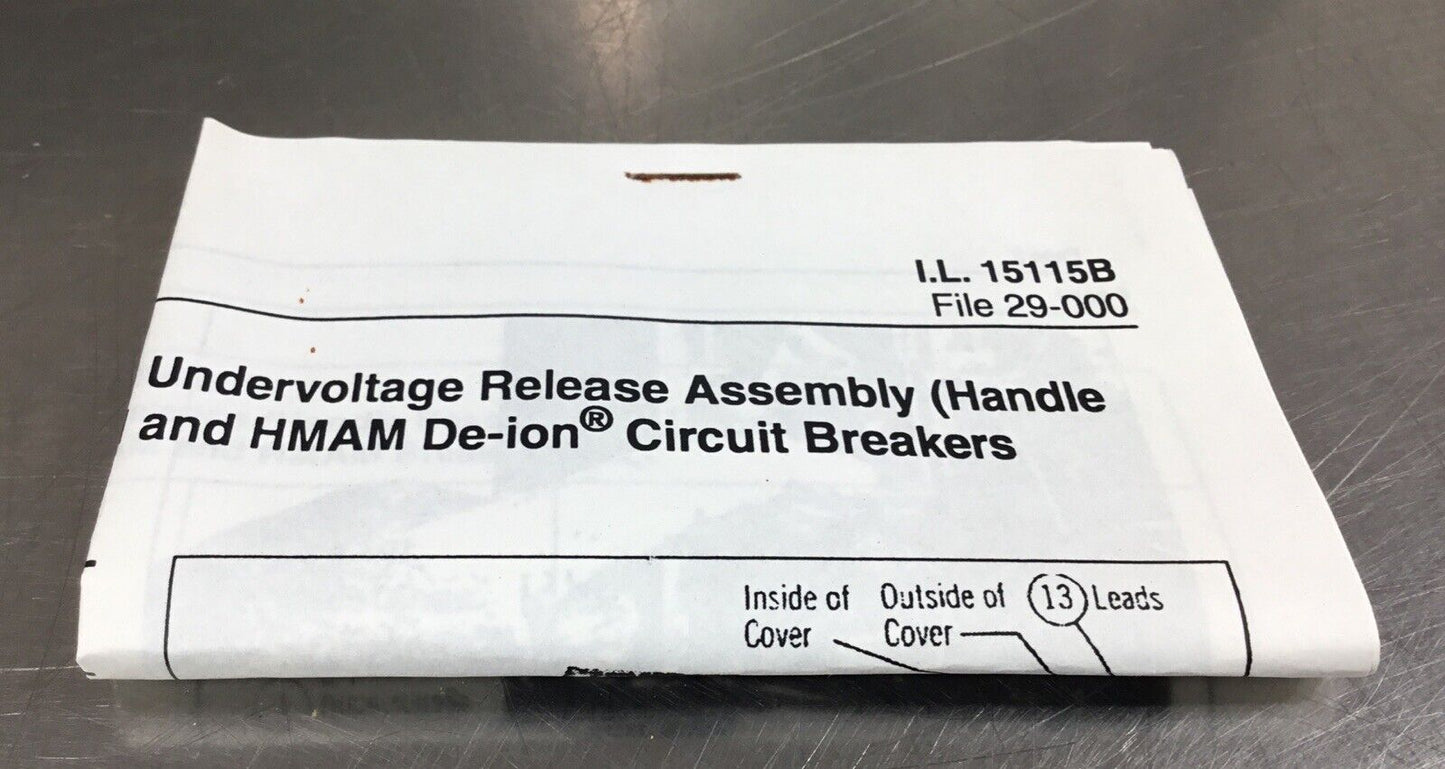 I.L. 15115B
File 29-000
Undervoltage Release Assembly (Handle
and HMAM De-ion® Circuit Breakers
Inside of Outside of 13 Leads
Cover Cover